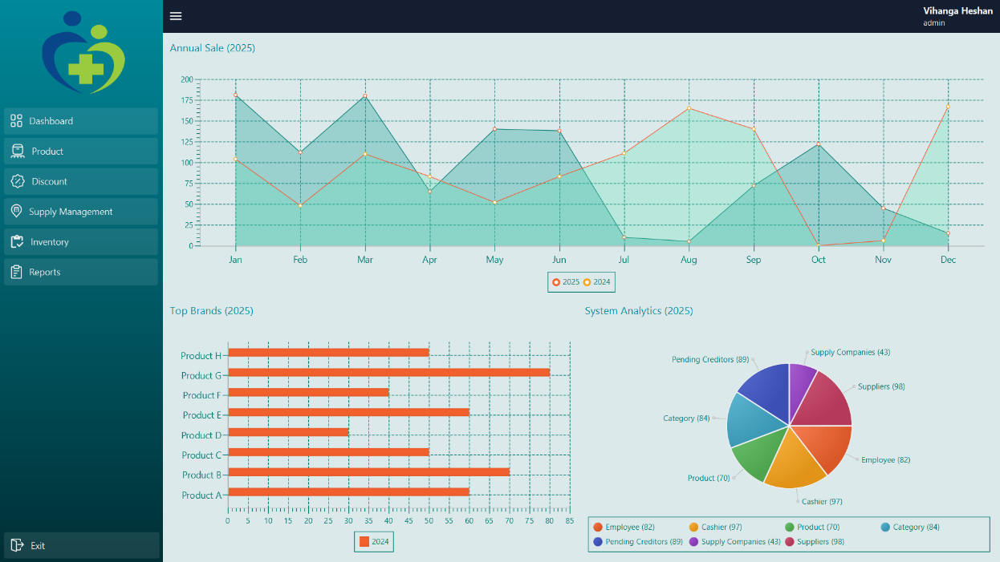 Vihanga Heshan
admin
Dashboard
Product
Discount
Supply Management
Inventory
Reports
Exit
Annual Sale (2025)
200
175
150
125
100
75
50
25
0
Jan Feb Mar Apr May Jun Jul Aug Sep Oct Nov Dec
2025 2024
Top Brands (2025)
Product H
Product G
Product F
Product E
Product D
Product C
Product B
Product A
0 5 10 15 20 25 30 35 40 45 50 55 60 65 70 75 80 85
2024
System Analytics (2025)
Supply Companies (43)
Pending Creditors (89)
Suppliers (98)
Category (84)
Employee (82)
Product (70)
Cashier (97)
Employee (82) Cashier (97) Product (70) Category (84)
Pending Creditors (89) Supply Companies (43) Suppliers (98)